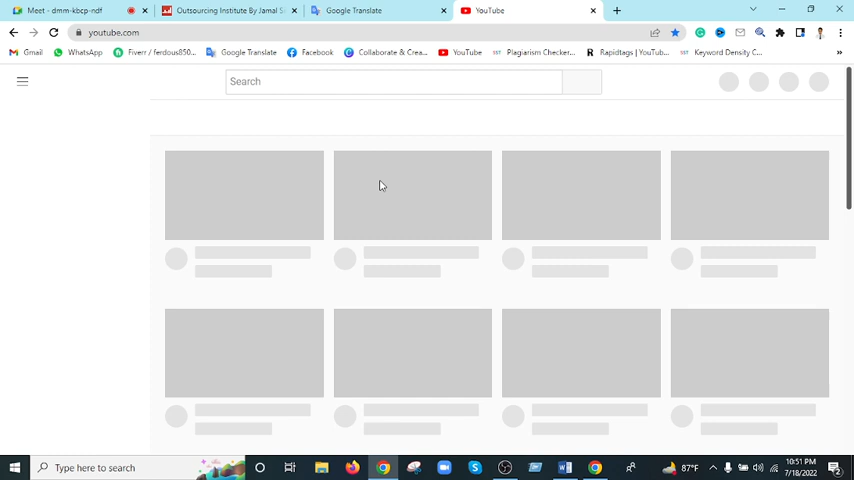 Meet - dmm-kbcp-ndf
Outsourcing Institute By Jamal S
Google Translate
YouTube
youtube.com
Gmail
WhatsApp
Fiverr / ferdous850...
Google Translate
Facebook
Collaborate & Crea...
YouTube
Plagiarism Checker...
Rapidtags | YouTub...
Keyword Density C...
Search
Type here to search
87°F
10:51 PM
7/18/2022